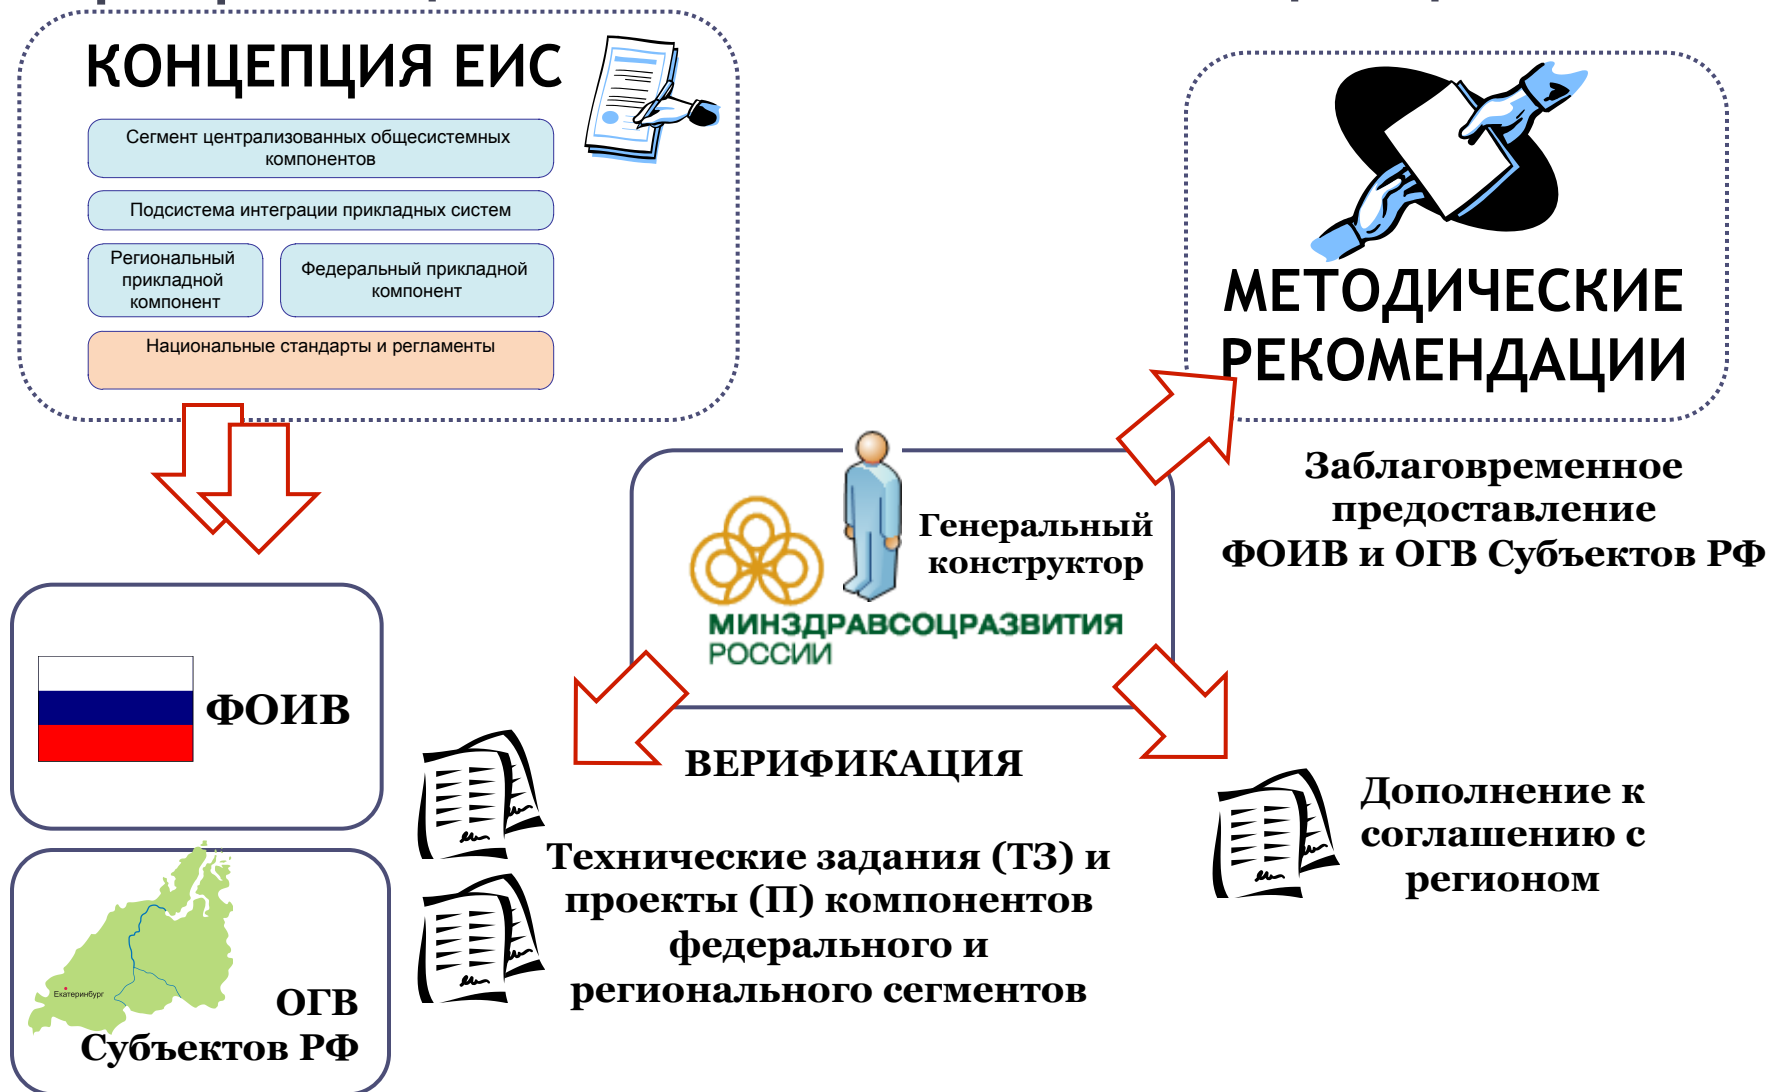 КОНЦЕПЦИЯ ЕИС
Сегмент централизованных общесистемных
компонентов
Подсистема интеграции прикладных систем
Региональный
прикладной
компонент
Федеральный прикладной
компонент
Национальные стандарты и регламенты
МЕТОДИЧЕСКИЕ
РЕКОМЕНДАЦИИ
Заблаговременное
предоставление
ФОИВ и ОГВ Субъектов РФ
Генеральный
конструктор
МИНЗДРАВСОЦРАЗВИТИЯ
РОССИИ
ФОИВ
ВЕРИФИКАЦИЯ
Технические задания (ТЗ) и
проекты (П) компонентов
федерального и
регионального сегментов
Дополнение к
соглашению с
регионом
Екатеринбург
ОГВ
Субъектов РФ